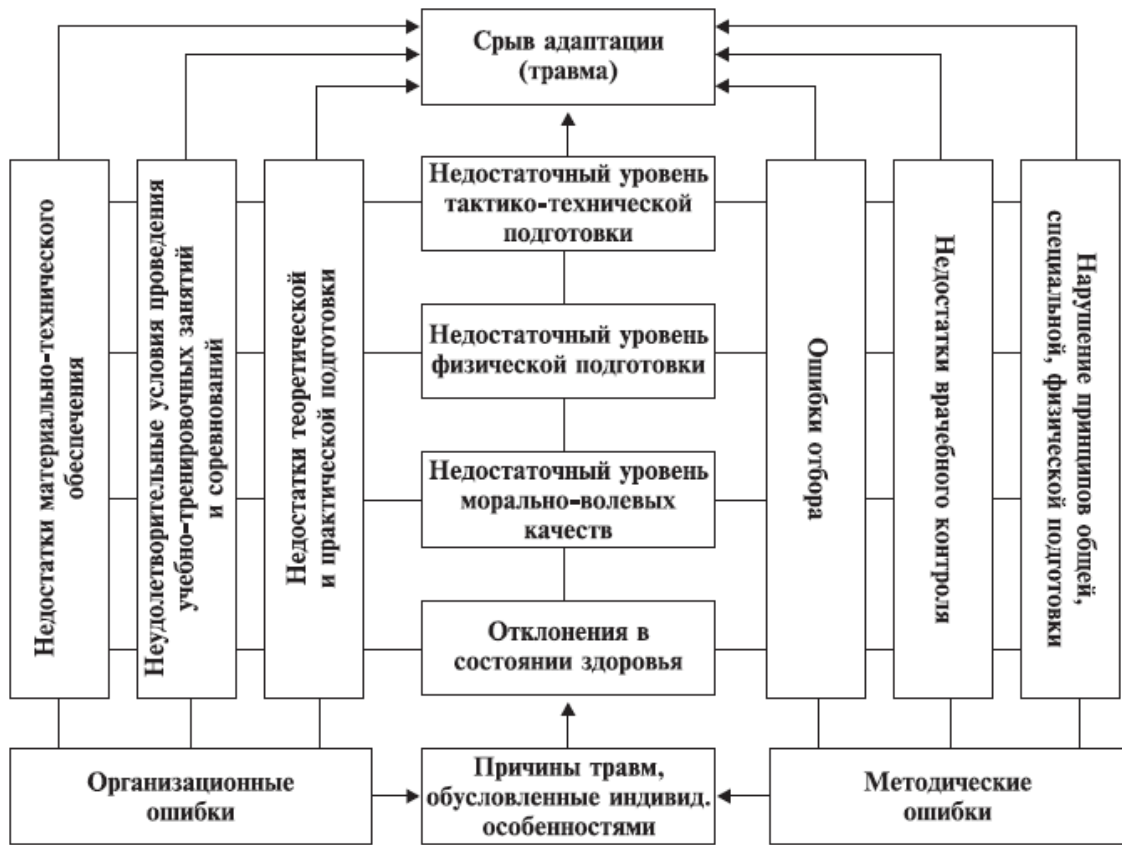 Срыв адаптации
(травма)
Недостатки материально-технического
обеспечения
Неудолетворительные условия проведения
учебно-тренировочных занятий
и соревнований
Недостатки теоретической
и практической подготовки
Недостаточный уровень
тактико-технической
подготовки
Недостаточный уровень
физической подготовки
Недостаточный уровень
морально-волевых
качеств
Отклонения в
состоянии здоровья
Ошибки отбора
Недостатки врачебного контроля
Нарушение принципов общей,
специальной, физической подготовки
Организационные
ошибки
Причины травм,
обусловленные индивид.
особенностями
Методические
ошибки